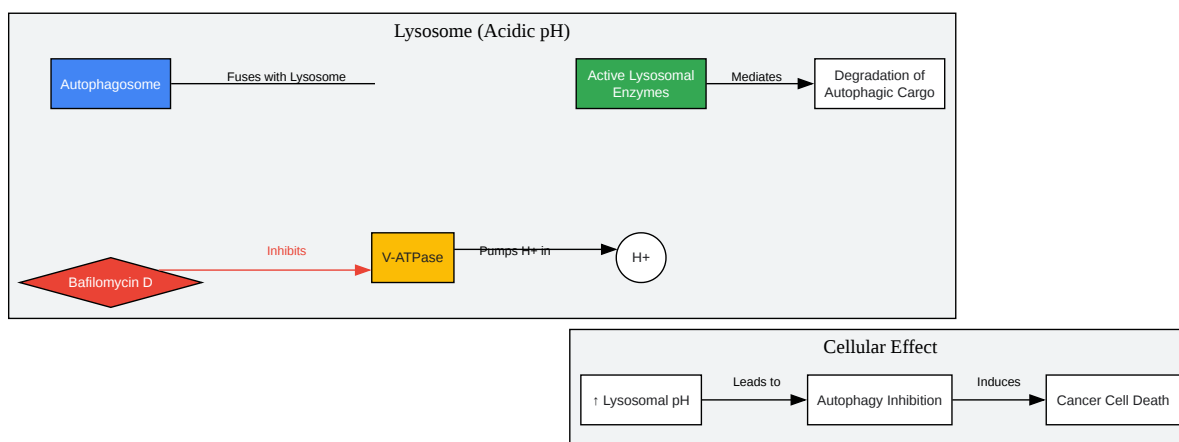 Lysosome (Acidic pH)
Autophagosome
Fuses with Lysosome
Active Lysosomal
Enzymes
Mediates
Degradation of
Autophagic Cargo
Bafilomycin D
Inhibits
V-ATPase
Pumps H+ in
H+
Cellular Effect
↑ Lysosomal pH
Leads to
Autophagy Inhibition
Induces
Cancer Cell Death